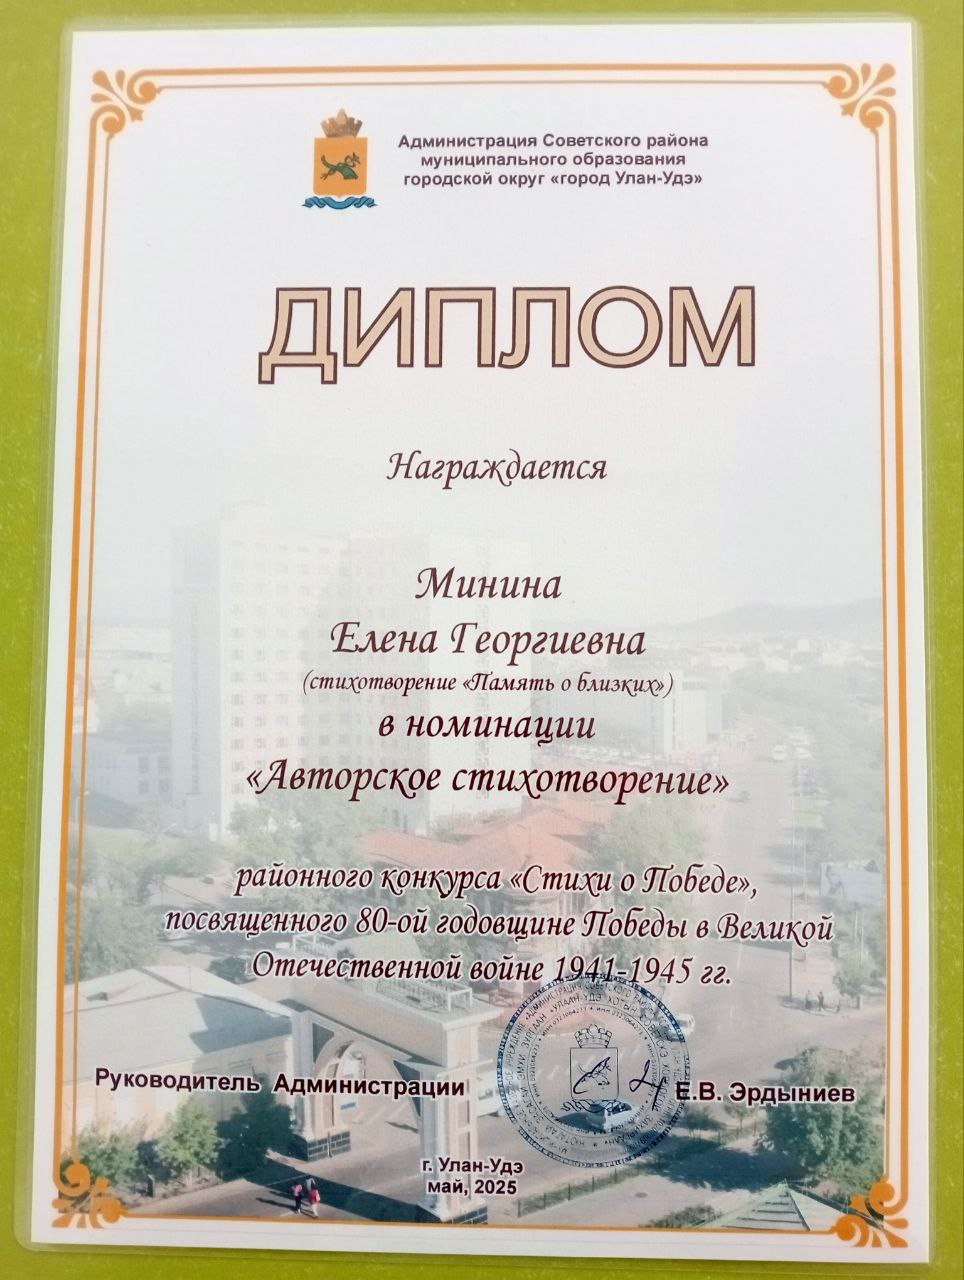 Администрация Советского района
муниципального образования
городской округ «город Улан-Удэ»
ДИПЛОМ
Награждается
Минина
Елена Георгиевна
(стихотворение «Память о близких»)
в номинации
«Авторское стихотворение»
районного конкурса «Стихи о Победе»,
посвященного 80-ой годовщине Победы в Великой
Отечественной войне 1941-1945 гг.
Руководитель Администрации
Е.В. Эрдыниев
г. Улан-Удэ
май, 2025